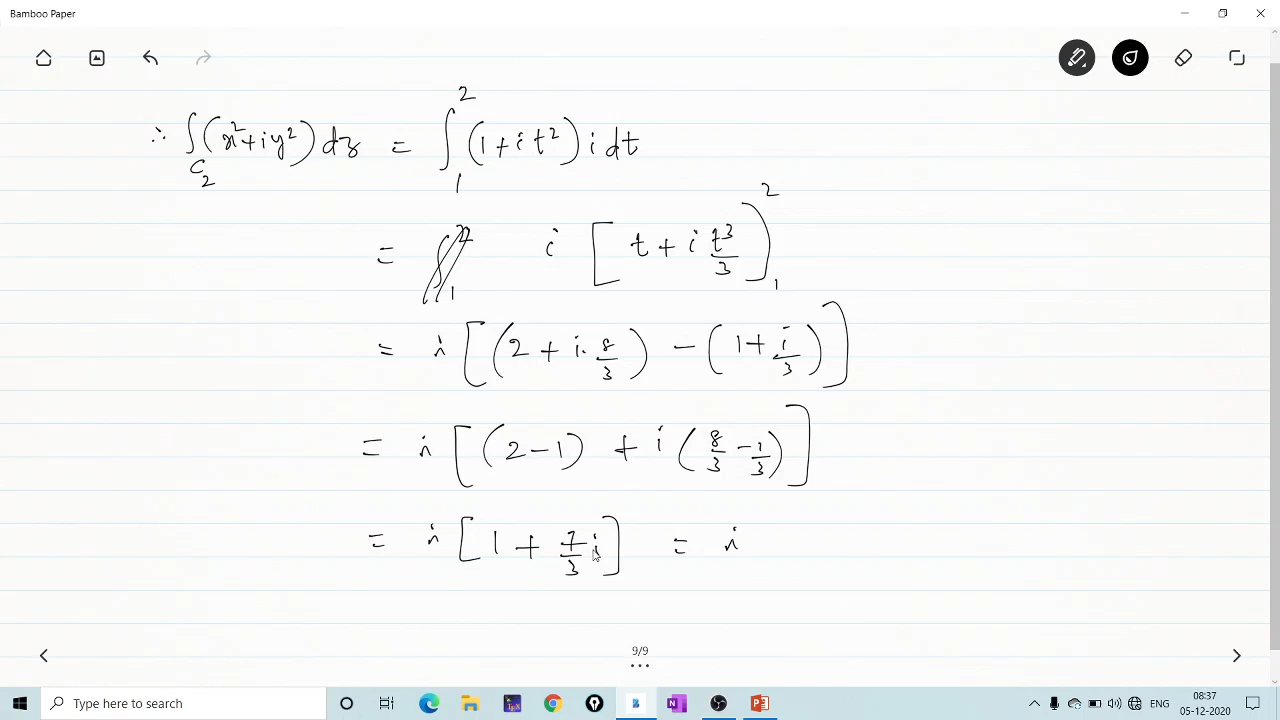 Bamboo Paper
∴ ∫_{C_2} (x² + iy²) dz = ∫_1^2 (1 + i t²) i dt
= i [ t + i t³/3 ]_1^2
= i [ (2 + i. 8/3) − (1 + i/3) ]
= i [ (2 − 1) + i (8/3 − 1/3) ]
= i [ 1 + 7/3 i ] = i
9/9
Type here to search
ENG
08:37
05-12-2020